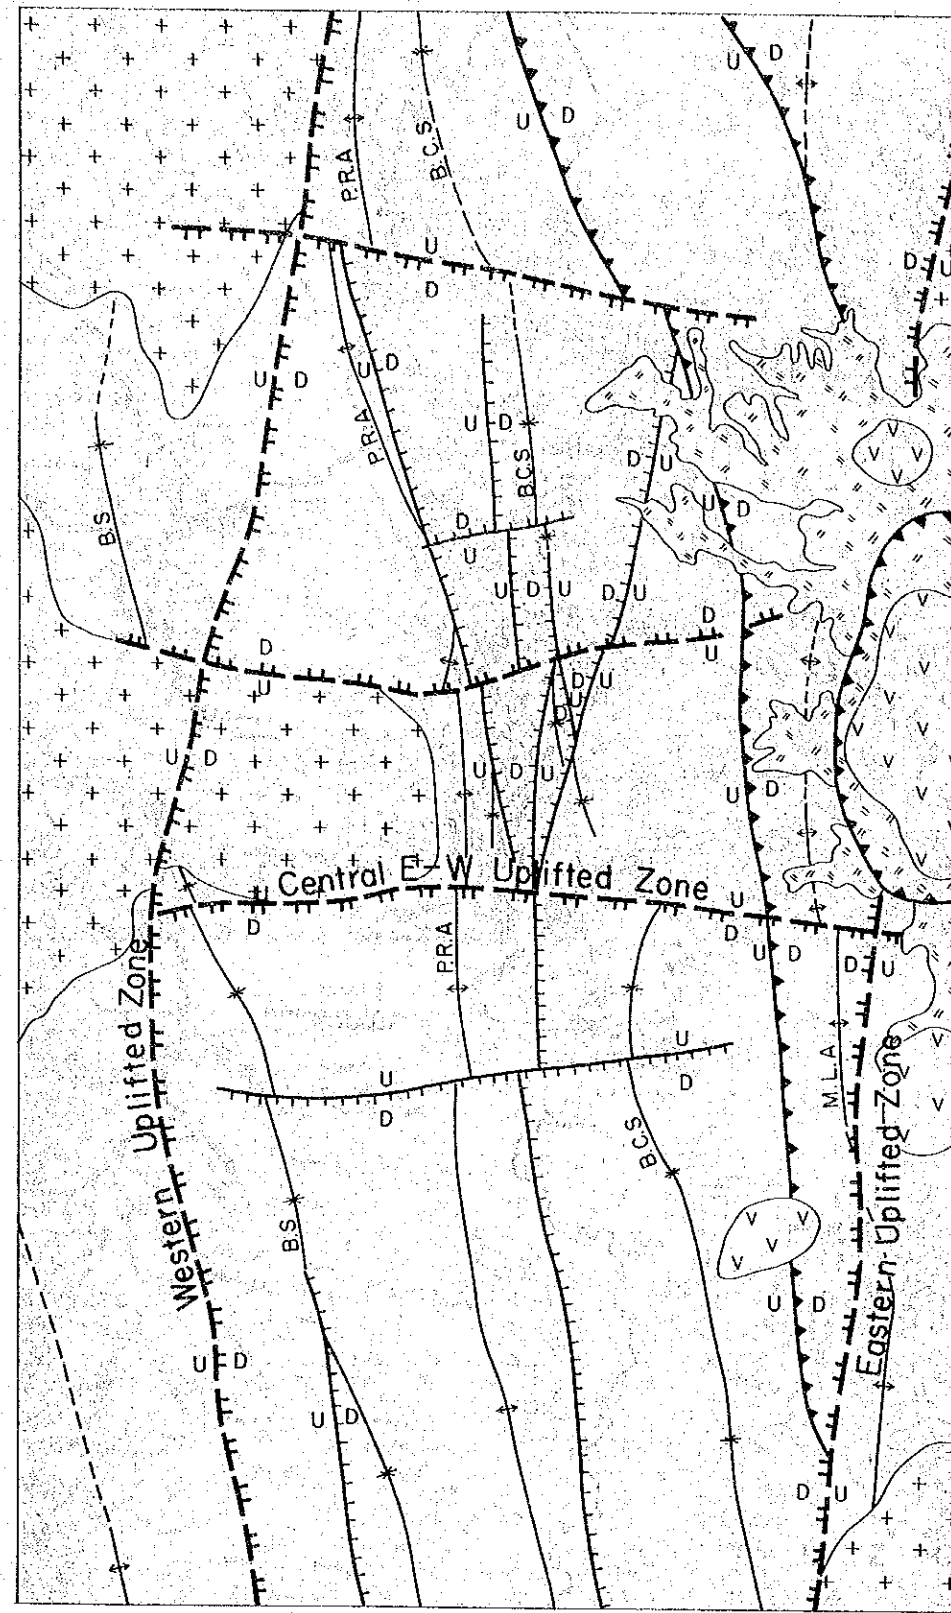 U D
P.R.A
B.C.S
U D
U
D
D U
U D
U D
P.R.A
U D
B.C.S
D U
U D
B.S
D
U
U D U
D U
D
U
D
U
D U
U
D
U D
U D U
U D
Central E-W Uplifted Zone
U
D
U
D
P.R.A
U D
D U
Western Uplifted Zone
U
D
U
D
M.L.A
Eastern Uplifted Zone
B.C.S
B.S
U D
U D
U D
D U